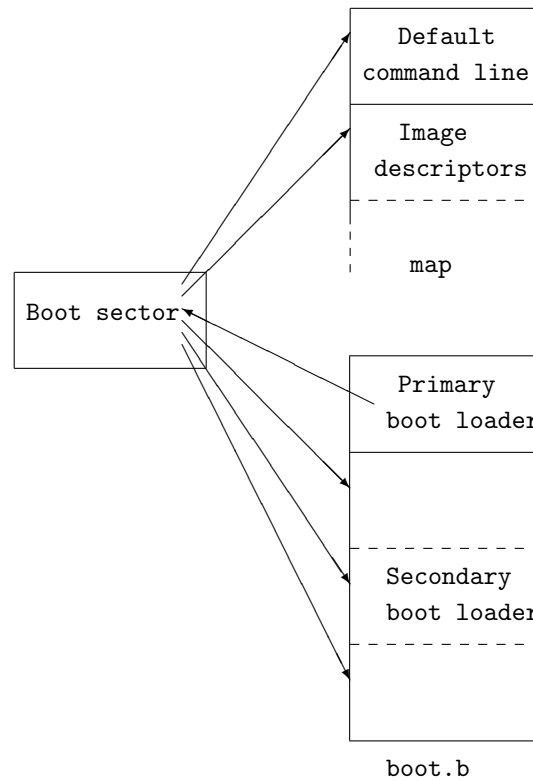 Default
command line
Image
descriptors
map
Boot sector
Primary
boot loader
Secondary
boot loader
boot.b